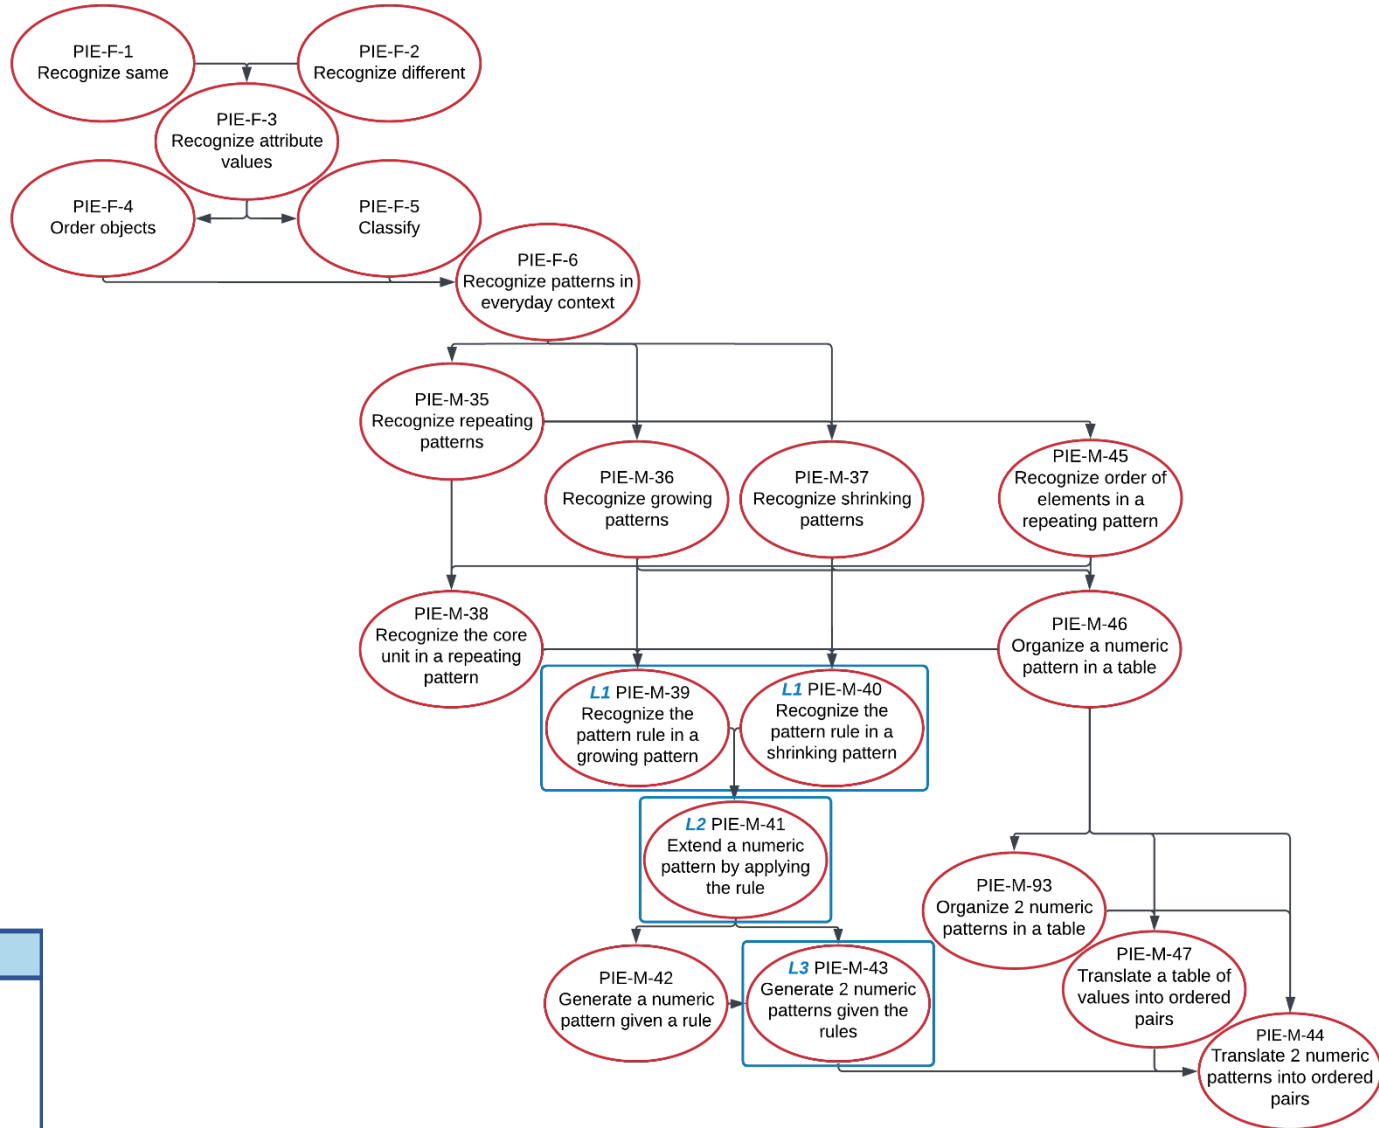 PIE-F-1
Recognize same
PIE-F-2
Recognize different
PIE-F-3
Recognize attribute
values
PIE-F-4
Order objects
PIE-F-5
Classify
PIE-F-6
Recognize patterns in
everyday context
PIE-M-35
Recognize repeating
patterns
PIE-M-36
Recognize growing
patterns
PIE-M-37
Recognize shrinking
patterns
PIE-M-45
Recognize order of
elements in a
repeating pattern
PIE-M-38
Recognize the core
unit in a repeating
pattern
PIE-M-46
Organize a numeric
pattern in a table
L1 PIE-M-39
Recognize the
pattern rule in a
growing pattern
L1 PIE-M-40
Recognize the
pattern rule in a
shrinking pattern
L2 PIE-M-41
Extend a numeric
pattern by applying
the rule
PIE-M-93
Organize 2 numeric
patterns in a table
PIE-M-42
Generate a numeric
pattern given a rule
L3 PIE-M-43
Generate 2 numeric
patterns given the
rules
PIE-M-47
Translate a table of
values into ordered
pairs
PIE-M-44
Translate 2 numeric
patterns into ordered
pairs